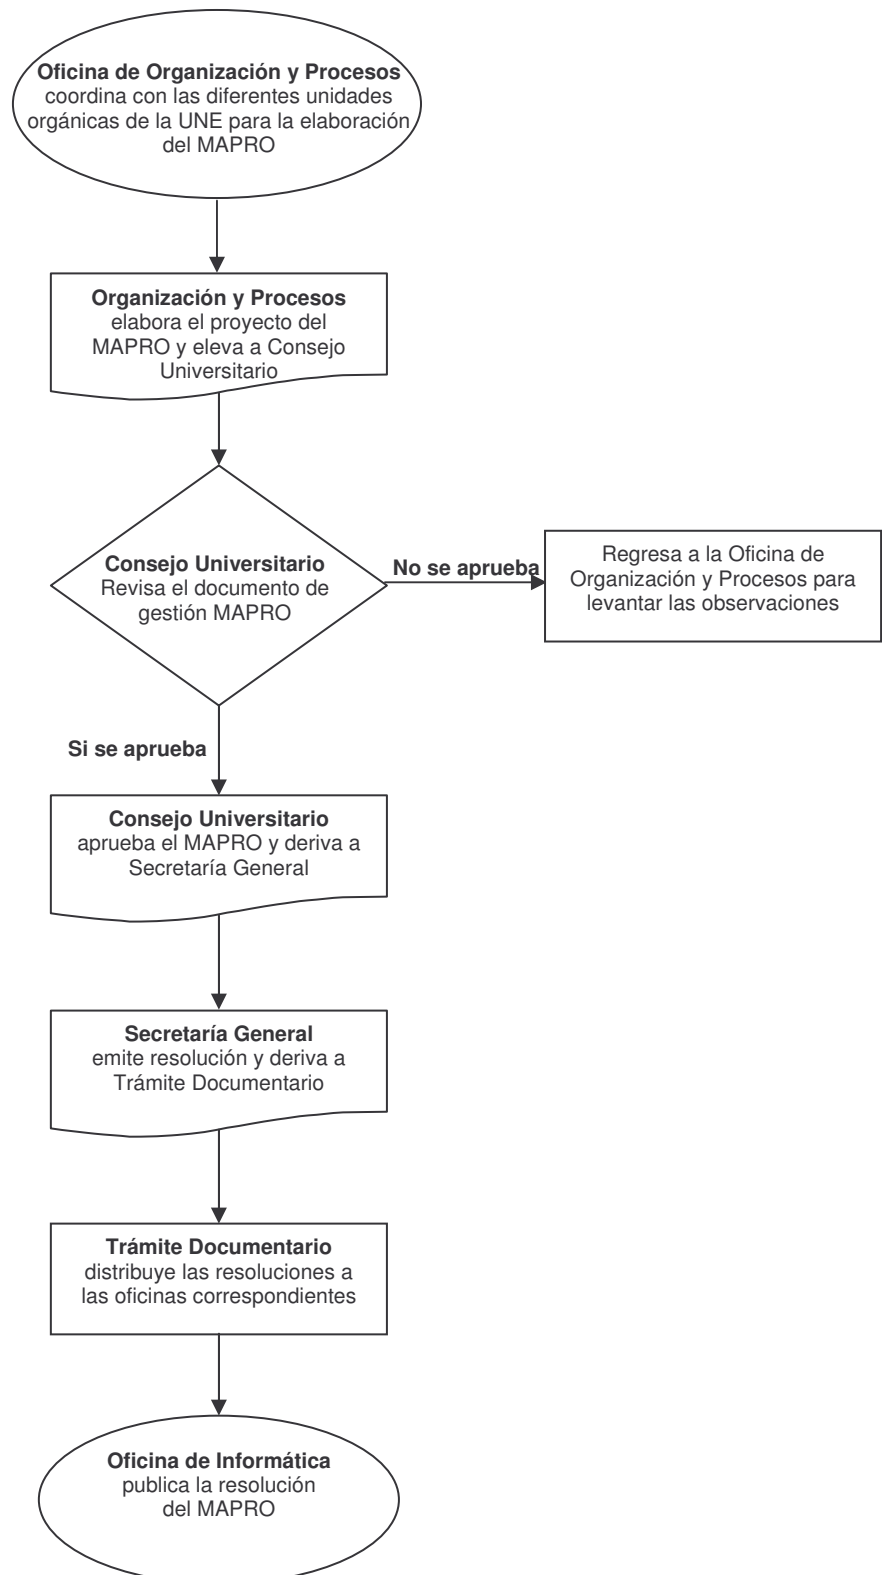 Oficina de Organización y Procesos
coordina con las diferentes unidades
orgánicas de la UNE para la elaboración
del MAPRO
Organización y Procesos
elabora el proyecto del
MAPRO y eleva a Consejo
Universitario
Consejo Universitario
Revisa el documento de
gestión MAPRO
No se aprueba
Regresa a la Oficina de
Organización y Procesos para
levantar las observaciones
Si se aprueba
Consejo Universitario
aprueba el MAPRO y deriva a
Secretaría General
Secretaría General
emite resolución y deriva a
Trámite Documentario
Trámite Documentario
distribuye las resoluciones a
las oficinas correspondientes
Oficina de Informática
publica la resolución
del MAPRO